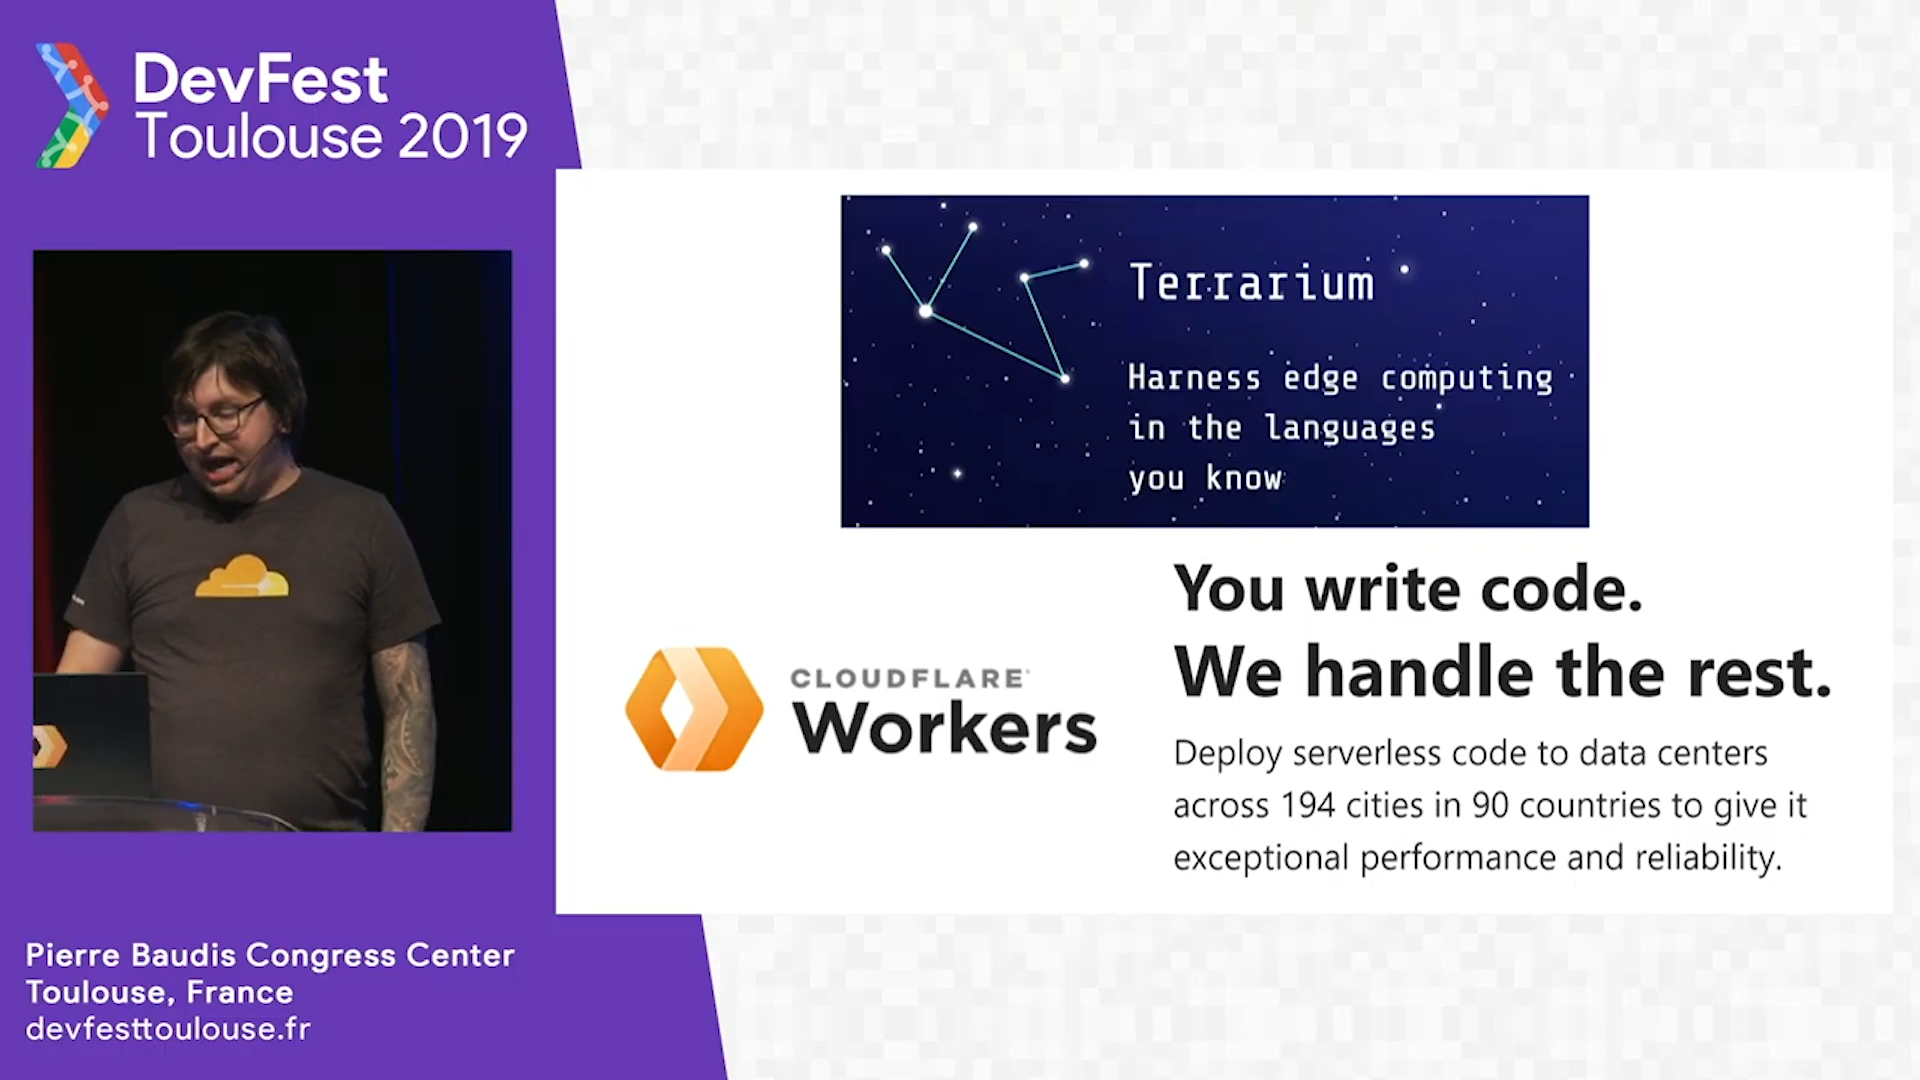 DevFest
Toulouse 2019
Terrarium
Harness edge computing
in the languages
you know
You write code.
We handle the rest.
CLOUDFLARE
Workers
Deploy serverless code to data centers
across 194 cities in 90 countries to give it
exceptional performance and reliability.
Pierre Baudis Congress Center
Toulouse, France
devfesttoulouse.fr